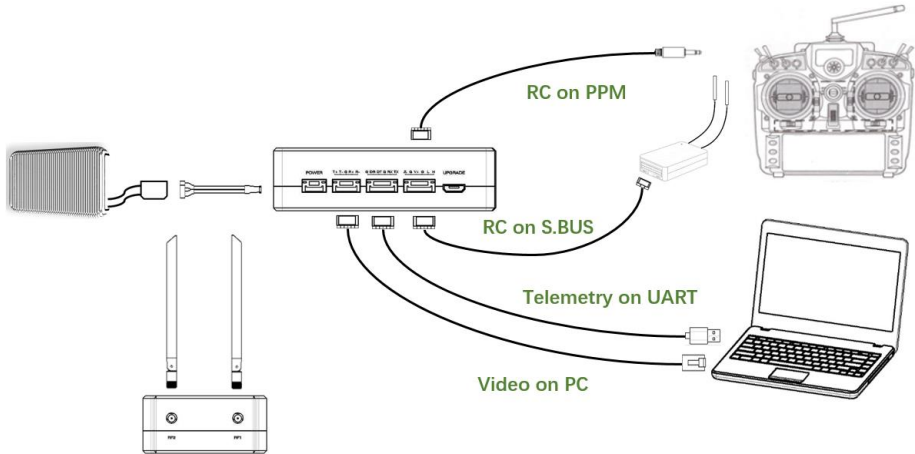 RC on PPM
POWER
UPGRADE
RC on S.BUS
Telemetry on UART
Video on PC